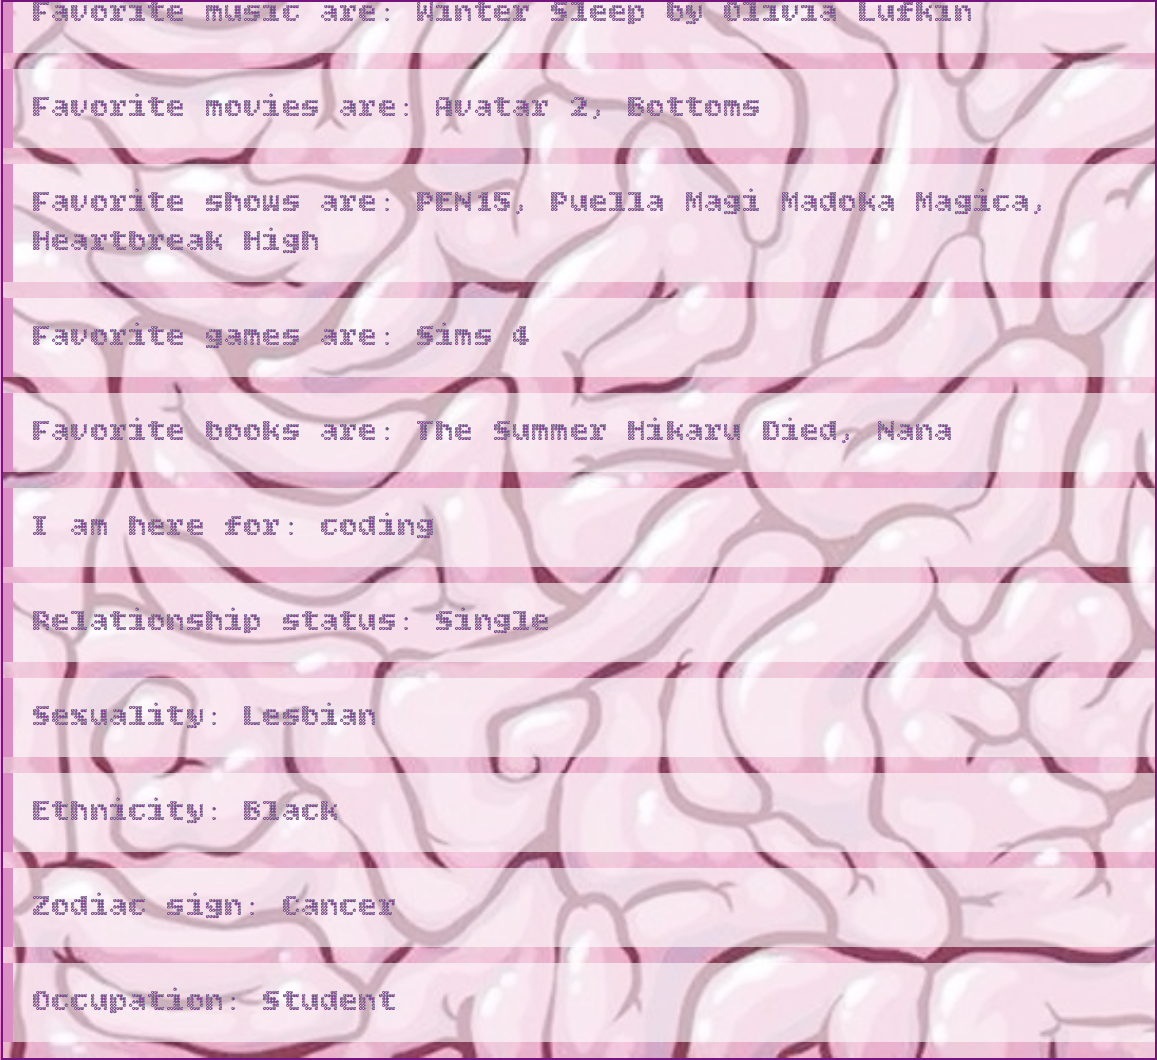 Favorite music are: Winter Sleep by Olivia Lufkin
Favorite movies are: Avatar 2, Bottoms
Favorite shows are: PEN15, Puella Magi Madoka Magica,
Heartbreak High
Favorite games are: Sims 4
Favorite books are: The Summer Hikaru Died, Nana
I am here for: coding
Relationship status: Single
Sexuality: Lesbian
Ethnicity: Black
Zodiac sign: Cancer
Occupation: Student